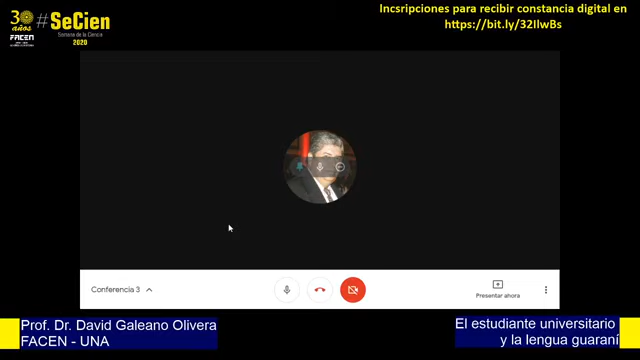 30
años
FACEN
#SeCien
Semana de la Ciencia
2020
Incsripciones para recibir constancia digital en
https://bit.ly/32IlwBs
Conferencia 3
Presentar ahora
Prof. Dr. David Galeano Olivera
FACEN - UNA
El estudiante universitario
y la lengua guaraní